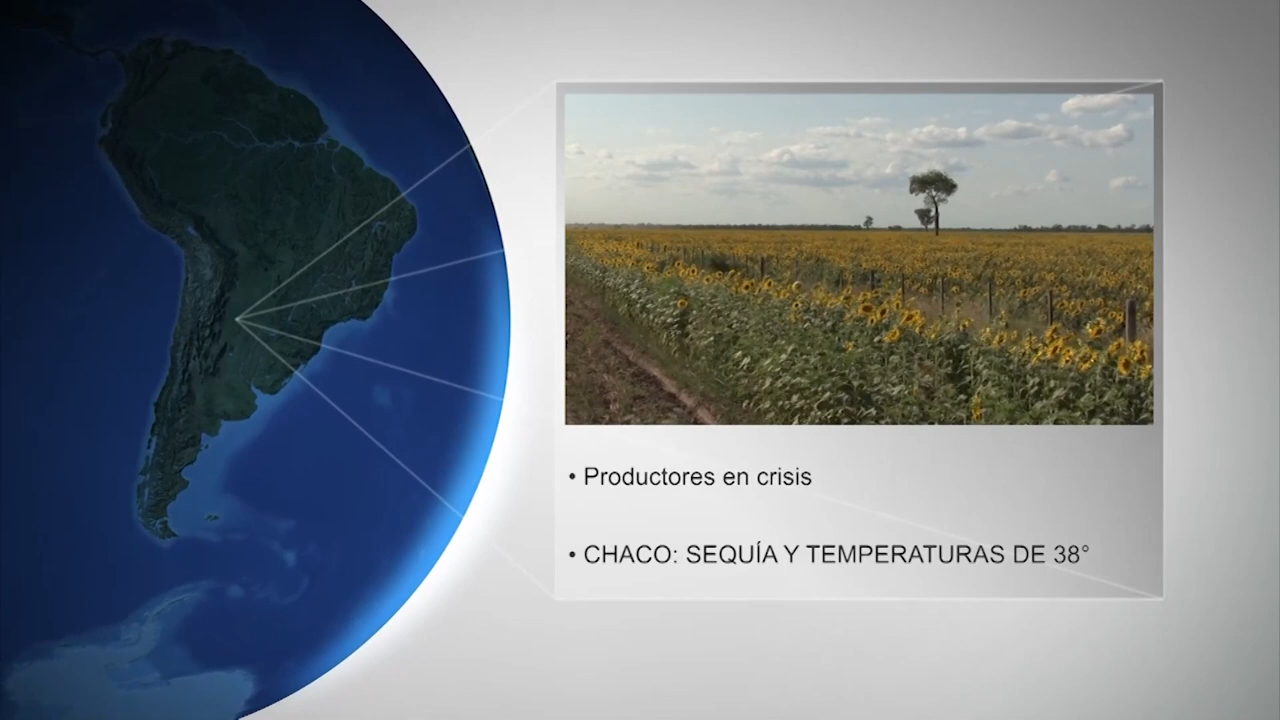 • Productores en crisis
• CHACO: SEQUÍA Y TEMPERATURAS DE 38°